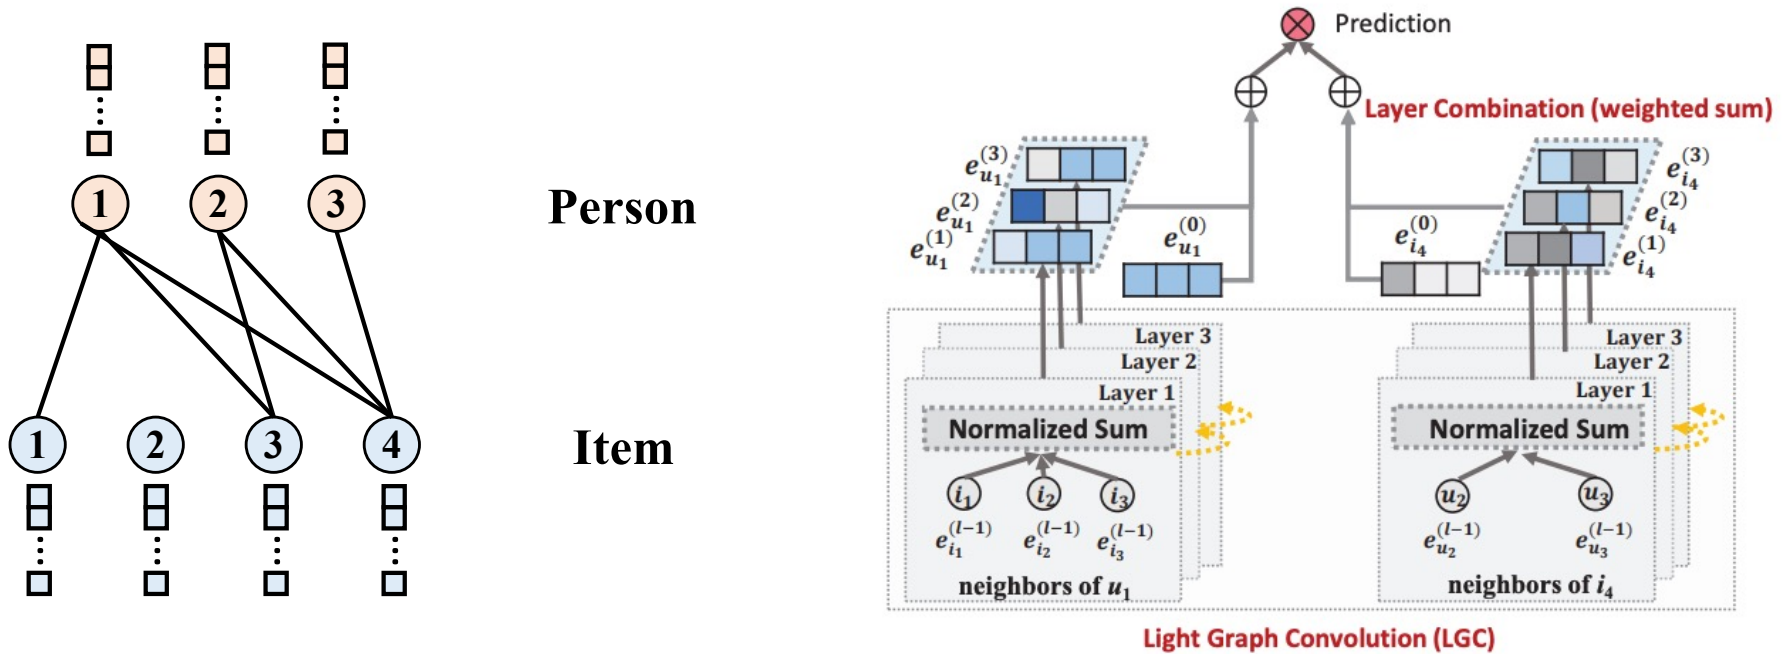 1 2 3 Person
1 2 3 4 Item
Prediction
Layer Combination (weighted sum)
e_{u_1}^{(3)}
e_{u_1}^{(2)}
e_{u_1}^{(1)}
e_{u_1}^{(0)}
e_{i_4}^{(0)}
e_{i_4}^{(3)}
e_{i_4}^{(2)}
e_{i_4}^{(1)}
Layer 3
Layer 2
Layer 1
Normalized Sum
i_1 i_2 i_3
e_{i_1}^{(l-1)} e_{i_2}^{(l-1)} e_{i_3}^{(l-1)}
neighbors of u_1
Layer 3
Layer 2
Layer 1
Normalized Sum
u_2 u_3
e_{u_2}^{(l-1)} e_{u_3}^{(l-1)}
neighbors of i_4
Light Graph Convolution (LGC)